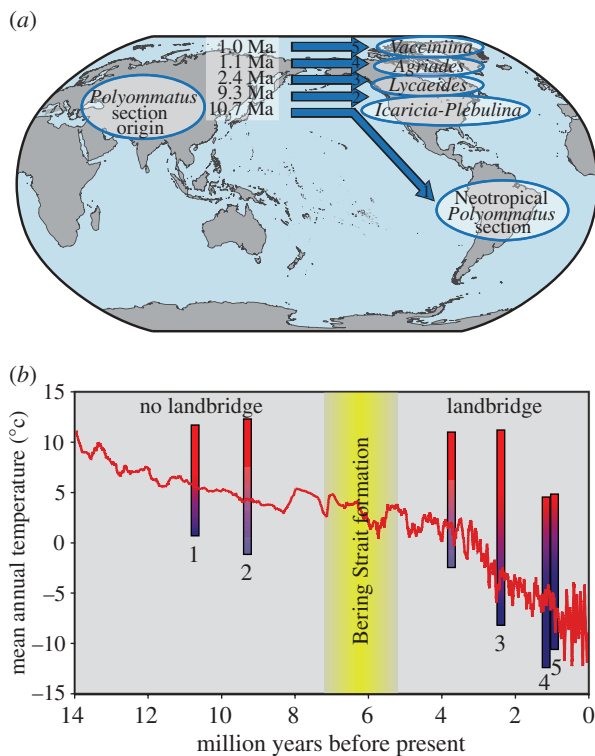 (a)
1.0 Ma
1.1 Ma
2.4 Ma
9.3 Ma
10.7 Ma
Vacciniina
Agriades
Lycaeides
Icaricia-Plebulina
Polyommatus
section
origin
Neotropical
Polyommatus
section
(b)
15
10
5
0
−5
−10
−15
mean annual temperature (°c)
no landbridge
landbridge
Bering Strait formation
1
2
3
4
5
14
12
10
8
6
4
2
0
million years before present